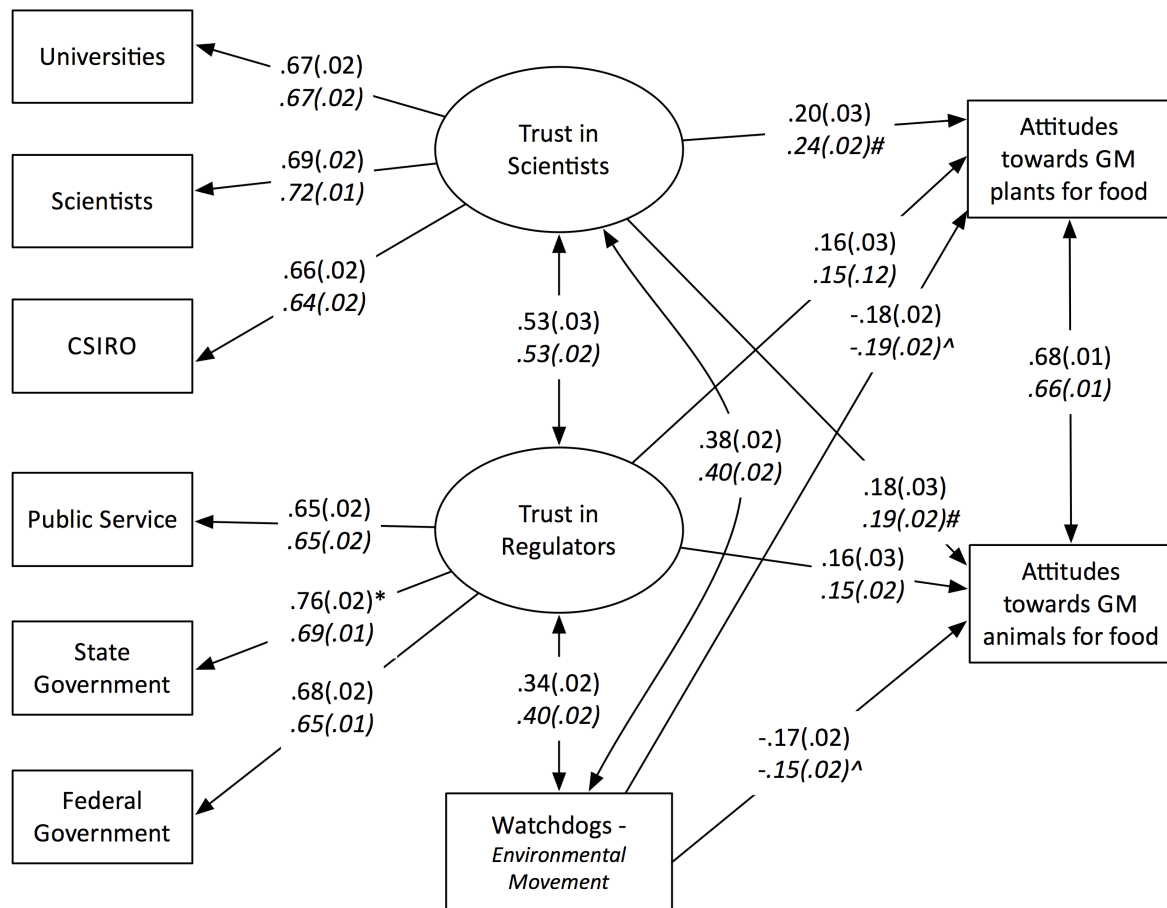 Universities
.67(.02)
.67(.02)
Trust in
Scientists
.20(.03)
.24(.02)#
Attitudes
towards GM
plants for food
Scientists
.69(.02)
.72(.01)
CSIRO
.66(.02)
.64(.02)
.53(.03)
.53(.02)
.16(.03)
.15(.12)
-.18(.02)
-.19(.02)^
.68(.01)
.66(.01)
.38(.02)
.40(.02)
Public Service
.65(.02)
.65(.02)
Trust in
Regulators
.18(.03)
.19(.02)#
.16(.03)
.15(.02)
Attitudes
towards GM
animals for food
State
Government
.76(.02)*
.69(.01)
.68(.02)
.65(.01)
.34(.02)
.40(.02)
-.17(.02)
-.15(.02)^
Federal
Government
Watchdogs -
Environmental
Movement